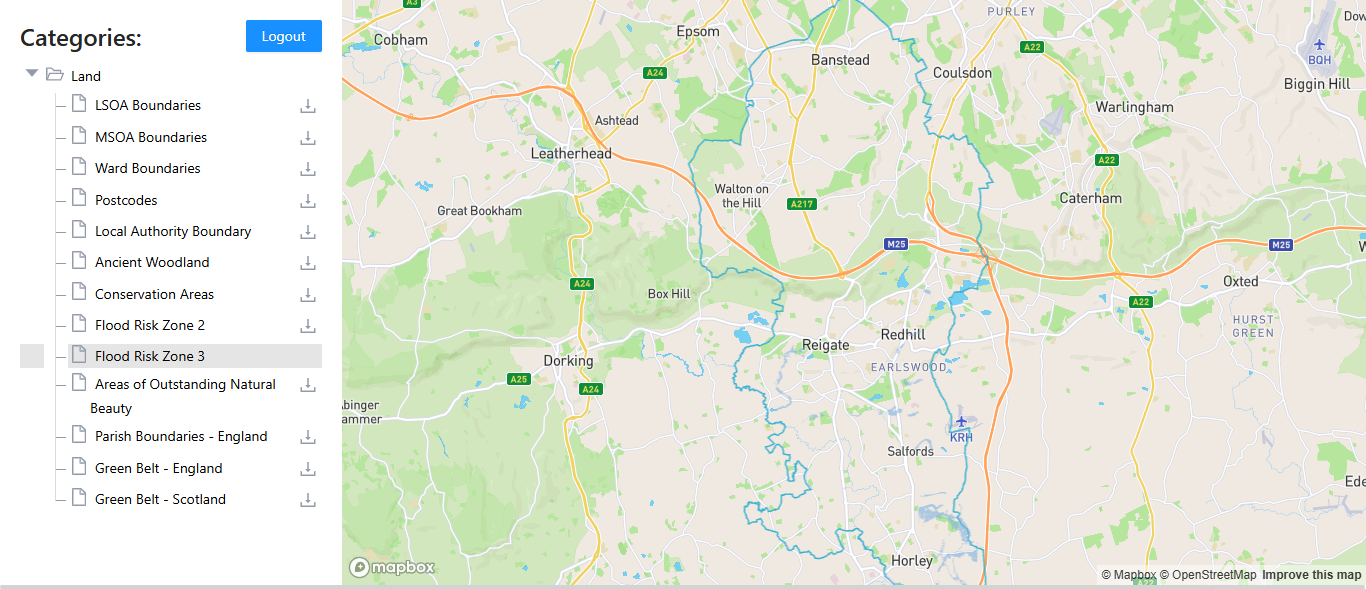 Categories:
Logout
Land
LSOA Boundaries
MSOA Boundaries
Ward Boundaries
Postcodes
Local Authority Boundary
Ancient Woodland
Conservation Areas
Flood Risk Zone 2
Flood Risk Zone 3
Areas of Outstanding Natural
Beauty
Parish Boundaries - England
Green Belt - England
Green Belt - Scotland
A3
PURLEY
Cobham
Epsom
A22
BQH
Banstead
A24
Coulsdon
Biggin Hill
Warlingham
Ashtead
Leatherhead
A22
Walton on
the Hill
A217
Caterham
Great Bookham
M25
M25
A24
Box Hill
Oxted
A22
HURST
GREEN
Redhill
Reigate
Dorking
EARLSWOOD
A25
A24
KRH
Salfords
Horley
mapbox
© Mapbox © OpenStreetMap Improve this map